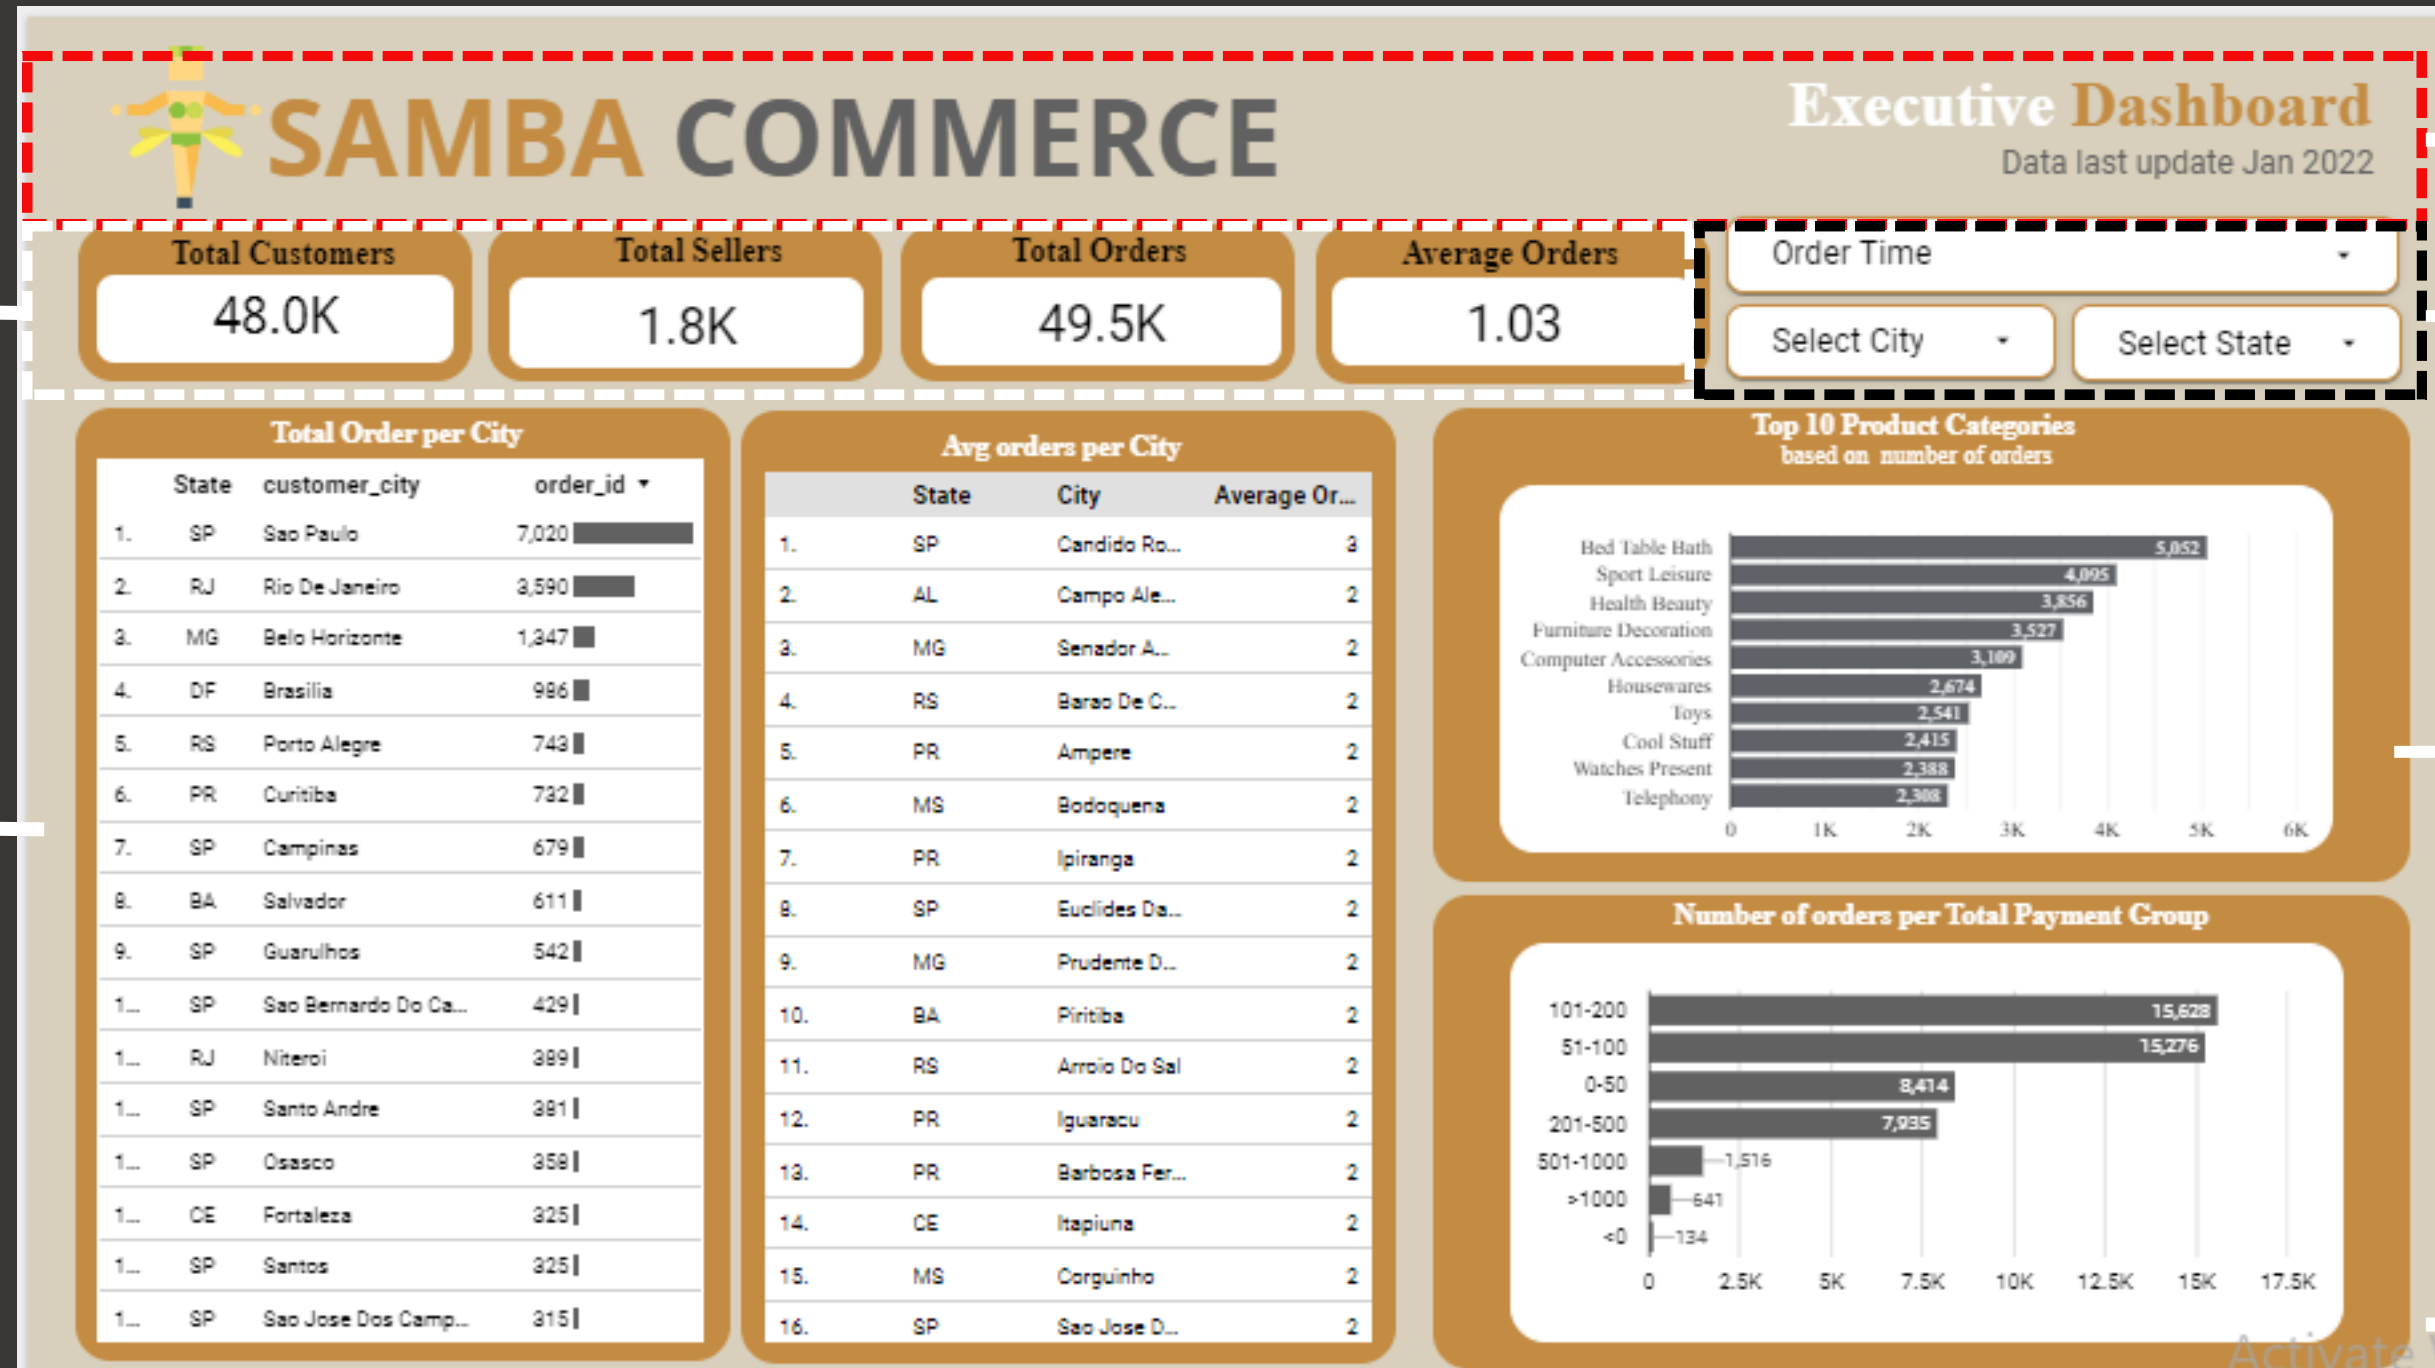 SAMBA COMMERCE
Executive Dashboard
Data last update Jan 2022
Total Customers
48.0K
Total Sellers
1.8K
Total Orders
49.5K
Average Orders
1.03
Order Time
Select City
Select State
Total Order per City
State customer_city order_id
1. SP Sao Paulo 7,020
2. RJ Rio De Janeiro 3,590
3. MG Belo Horizonte 1,347
4. DF Brasilia 986
5. RS Porto Alegre 743
6. PR Curitiba 732
7. SP Campinas 679
8. BA Salvador 611
9. SP Guarulhos 542
1... SP Sao Bernardo Do Ca... 429
1... RJ Niteroi 389
1... SP Santo Andre 381
1... SP Osasco 358
1... CE Fortaleza 325
1... SP Santos 325
1... SP Sao Jose Dos Camp... 315
Avg orders per City
State City Average Or...
1. SP Candido Ro... 3
2. AL Campo Ale... 2
3. MG Senador A... 2
4. RS Barao De C... 2
5. PR Ampere 2
6. MS Bodoquena 2
7. PR Ipiranga 2
8. SP Euclides Da... 2
9. MG Prudente D... 2
10. BA Piritiba 2
11. RS Arroio Do Sal 2
12. PR Iguaracu 2
13. PR Barbosa Fer... 2
14. CE Itapiuna 2
15. MS Corguinho 2
16. SP Sao Jose D... 2
Top 10 Product Categories
based on number of orders
Bed Table Bath 5,052
Sport Leisure 4,095
Health Beauty 3,856
Furniture Decoration 3,527
Computer Accessories 3,109
Housewares 2,674
Toys 2,541
Cool Stuff 2,415
Watches Present 2,388
Telephony 2,308
0 1K 2K 3K 4K 5K 6K
Number of orders per Total Payment Group
101-200 15,628
51-100 15,276
0-50 8,414
201-500 7,935
501-1000 1,516
>1000 641
<0 134
0 2.5K 5K 7.5K 10K 12.5K 15K 17.5K
Activate